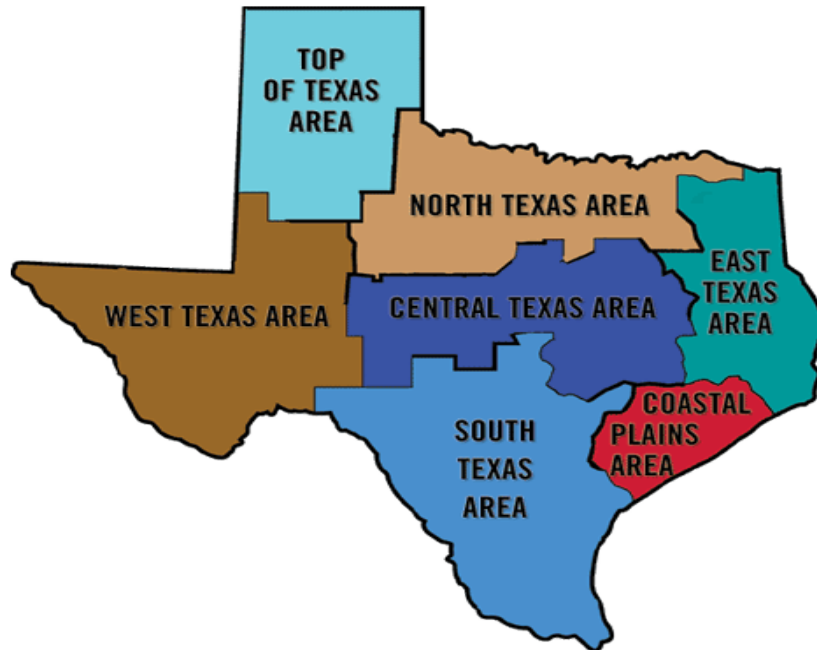 TOP
OF TEXAS
AREA
NORTH TEXAS AREA
EAST
TEXAS
AREA
WEST TEXAS AREA
CENTRAL TEXAS AREA
COASTAL
PLAINS
AREA
SOUTH
TEXAS
AREA